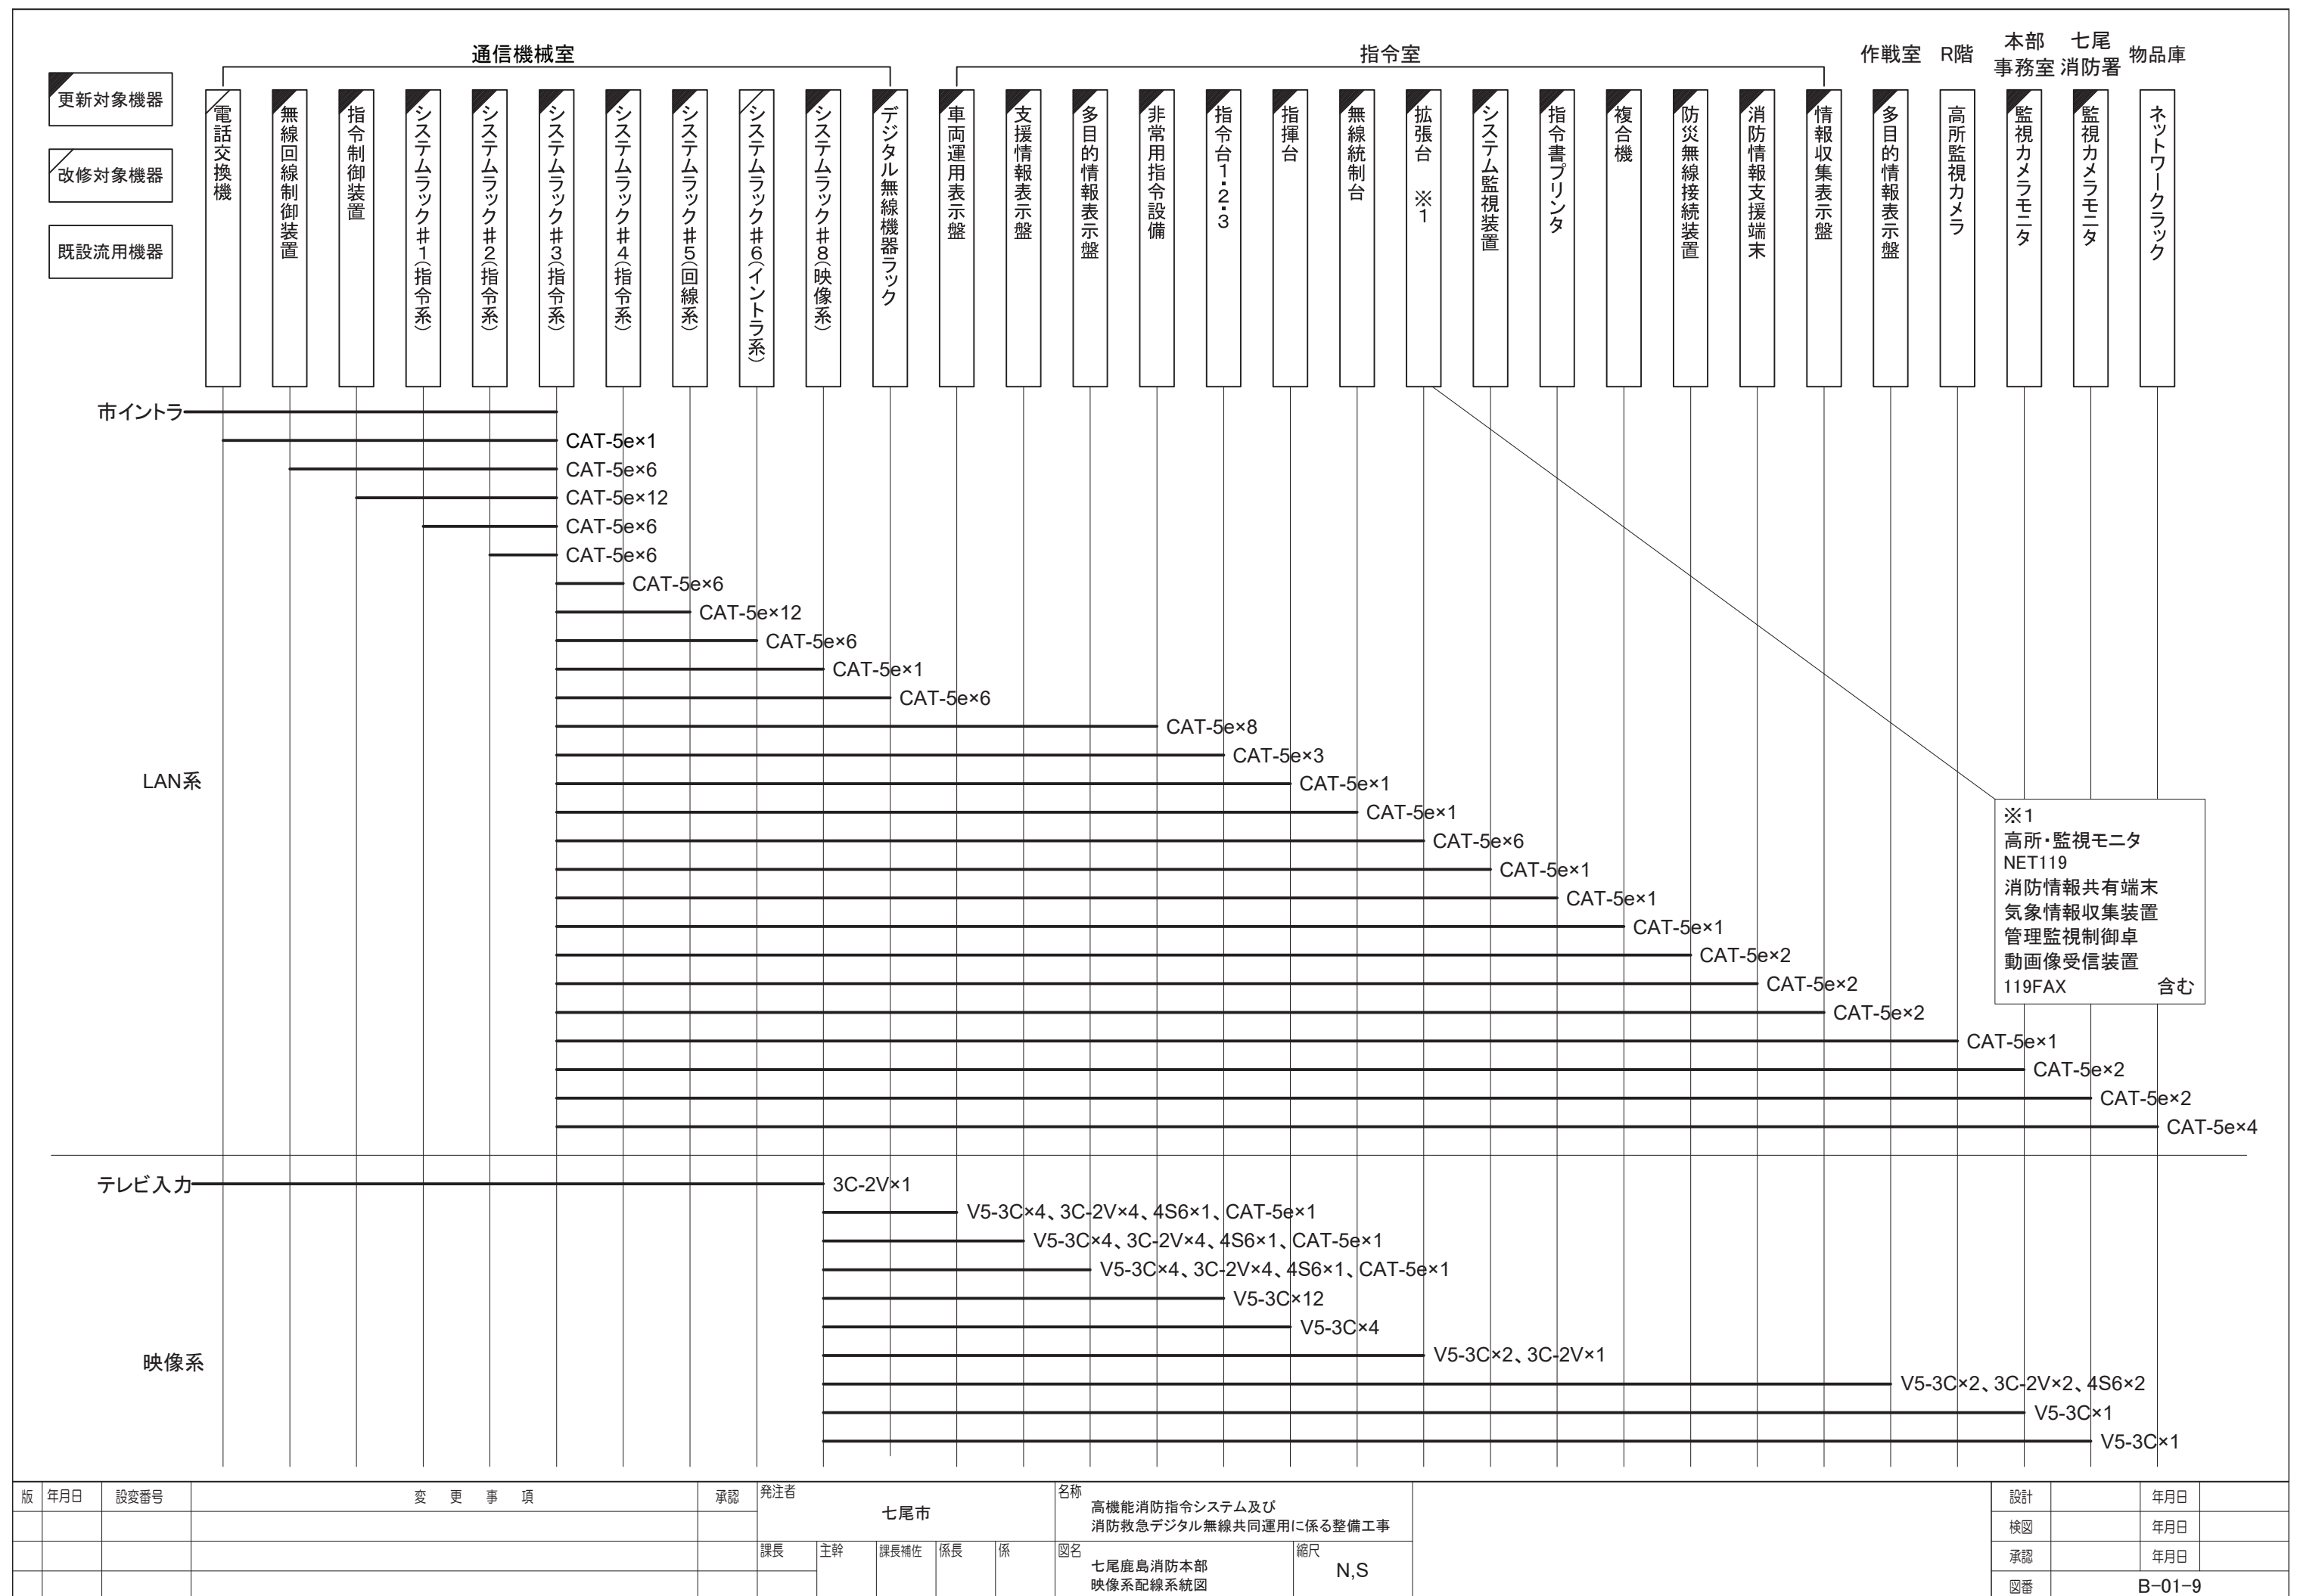 通信機械室
指令室
作戦室
R階
本部
事務室
七尾
消防署
物品庫
更新対象機器
改修対象機器
既設流用機器
電話交換機
無線回線制御装置
指令制御装置
システムラック#1(指令系)
システムラック#2(指令系)
システムラック#3(指令系)
システムラック#4(指令系)
システムラック#5(回線系)
システムラック#6(イントラ系)
システムラック#8(映像系)
デジタル無線機器ラック
車両運用表示盤
支援情報表示盤
多目的情報表示盤
非常用指令設備
指令台1・2・3
指揮台
無線統制台
拡張台 ※1
システム監視装置
指令書プリンタ
複合機
防災無線接続装置
消防情報支援端末
情報収集表示盤
多目的情報表示盤
高所監視カメラ
監視カメラモニタ
監視カメラモニタ
ネットワークラック
市イントラ
CAT-5e×1
CAT-5e×6
CAT-5e×12
CAT-5e×6
CAT-5e×6
CAT-5e×6
CAT-5e×12
CAT-5e×6
CAT-5e×1
CAT-5e×6
CAT-5e×8
CAT-5e×3
LAN系
CAT-5e×1
CAT-5e×1
CAT-5e×6
CAT-5e×1
CAT-5e×1
CAT-5e×1
CAT-5e×2
CAT-5e×2
CAT-5e×2
CAT-5e×1
CAT-5e×2
CAT-5e×2
CAT-5e×4
※1
高所・監視モニタ
NET119
消防情報共有端末
気象情報収集装置
管理監視制御卓
動画像受信装置
119FAX 含む
テレビ入力
3C-2V×1
V5-3C×4、3C-2V×4、4S6×1、CAT-5e×1
V5-3C×4、3C-2V×4、4S6×1、CAT-5e×1
V5-3C×4、3C-2V×4、4S6×1、CAT-5e×1
V5-3C×12
V5-3C×4
映像系
V5-3C×2、3C-2V×1
V5-3C×2、3C-2V×2、4S6×2
V5-3C×1
V5-3C×1
版 年月日 設変番号 変更事項 承認
発注者
七尾市
課長 主幹 課長補佐 係長 係
名称
高機能消防指令システム及び
消防救急デジタル無線共同運用に係る整備工事
図名
七尾鹿島消防本部
映像系配線系統図
縮尺
N,S
設計 年月日
検図 年月日
承認 年月日
図番 B-01-9